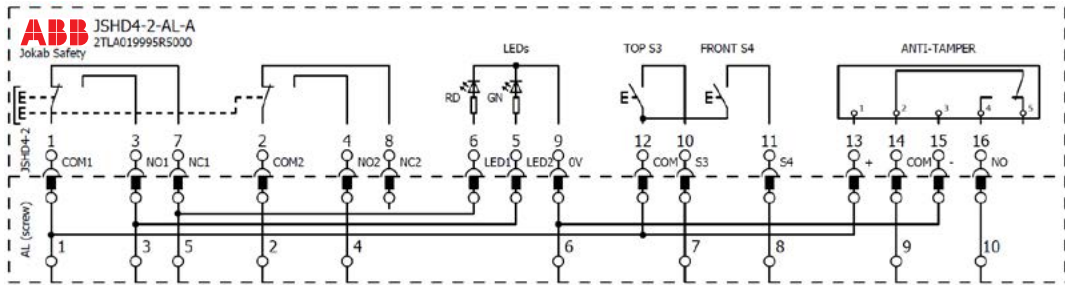 ABB JSHD4-2-AL-A
2TLA019995R5000
Jokab Safety
LEDs TOP S3 FRONT S4 ANTI-TAMPER
RD GN E E
E
E
1 2 3 4 5
JSHD4-2
1 3 7 2 4 8 6 5 9 12 10 11 13 14 15 16
COM1 NO1 NC1 COM2 NO2 NC2 LED1 LED2 0V COM S3 S4 + COM - NO
AL (screw)
1 3 5 2 4 6 7 8 9 10